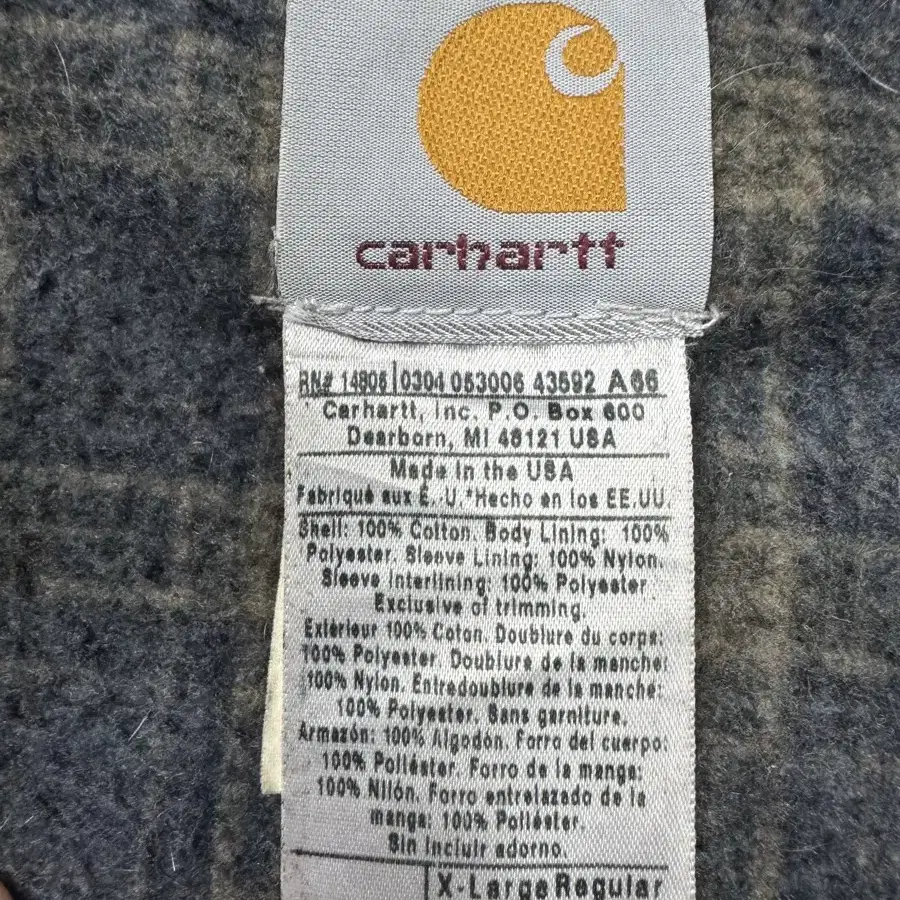 carhartt
RN# 14806 0304 053006 43592 A66
Carhartt, Inc. P.O. Box 600
Dearborn, MI 48121 USA
Made in the USA
Fabriqué aux É. U.*Hecho en los EE.UU.
Shell: 100% Cotton. Body Lining: 100%
Polyester. Sleeve Lining: 100% Nylon.
Sleeve Interlining: 100% Polyester
Exclusive of trimming.
Extérieur 100% Coton. Doublure du corps:
100% Polyester. Doublure de la manche:
100% Nylon. Entredoublure de la manche:
100% Polyester. Sans garniture.
Armazón: 100% Algodón. Forro del cuerpo:
100% Poliéster. Forro de la manga:
100% Nilón. Forro entrelazado de la
manga: 100% Poliéster.
Sin incluir adorno.
X-Large Regular